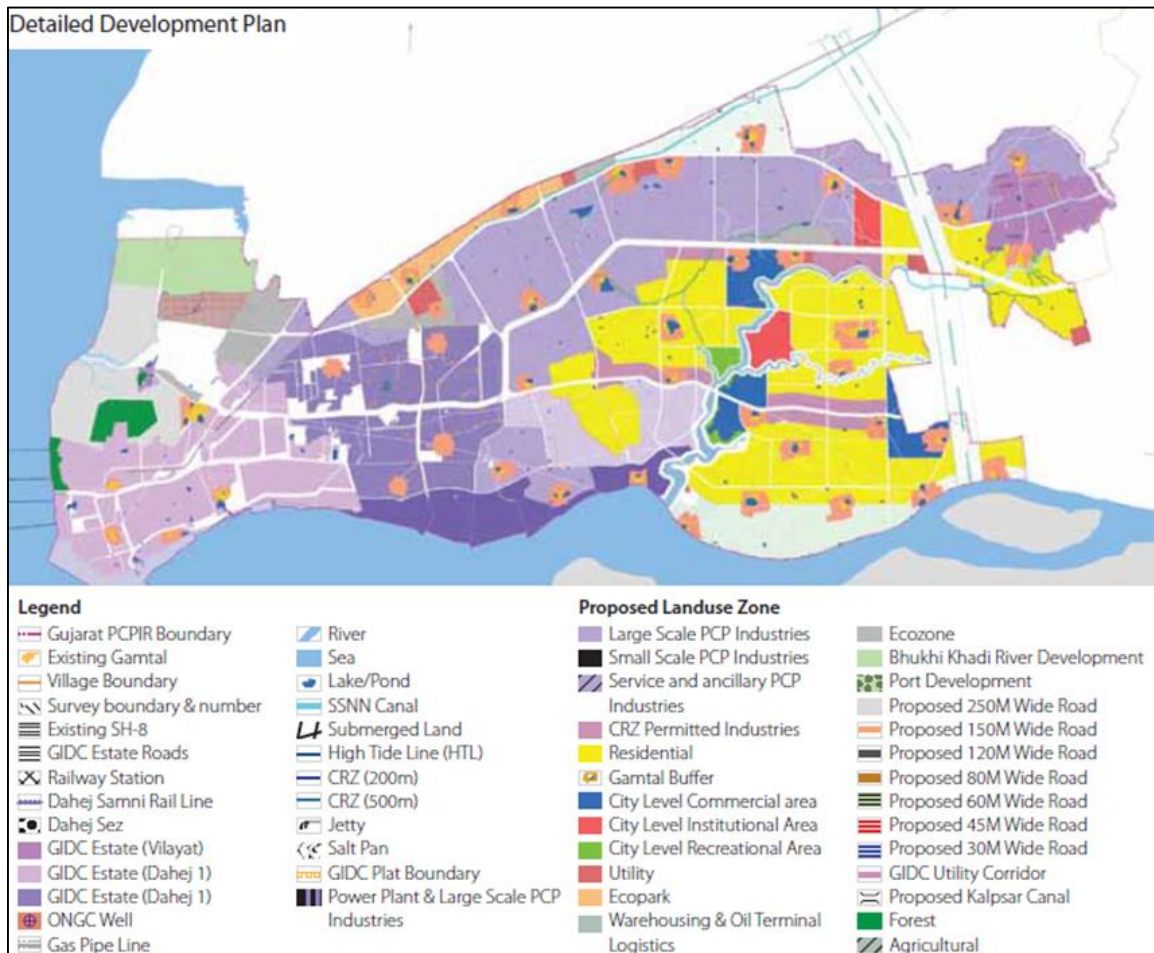 Detailed Development Plan
Legend
Gujarat PCPIR Boundary
Existing Gamtal
Village Boundary
Survey boundary & number
Existing SH-8
GIDC Estate Roads
Railway Station
Dahej Samni Rail Line
Dahej Sez
GIDC Estate (Vilayat)
GIDC Estate (Dahej 1)
GIDC Estate (Dahej 1)
ONGC Well
Gas Pipe Line
River
Sea
Lake/Pond
SSNN Canal
Submerged Land
High Tide Line (HTL)
CRZ (200m)
CRZ (500m)
Jetty
Salt Pan
GIDC Plat Boundary
Power Plant & Large Scale PCP
Industries
Proposed Landuse Zone
Large Scale PCP Industries
Small Scale PCP Industries
Service and ancillary PCP
Industries
CRZ Permitted Industries
Residential
Gamtal Buffer
City Level Commercial area
City Level Institutional Area
City Level Recreational Area
Utility
Ecopark
Warehousing & Oil Terminal
Logistics
Ecozone
Bhukhi Khadi River Development
Port Development
Proposed 250M Wide Road
Proposed 150M Wide Road
Proposed 120M Wide Road
Proposed 80M Wide Road
Proposed 60M Wide Road
Proposed 45M Wide Road
Proposed 30M Wide Road
GIDC Utility Corridor
Proposed Kalpsar Canal
Forest
Agricultural